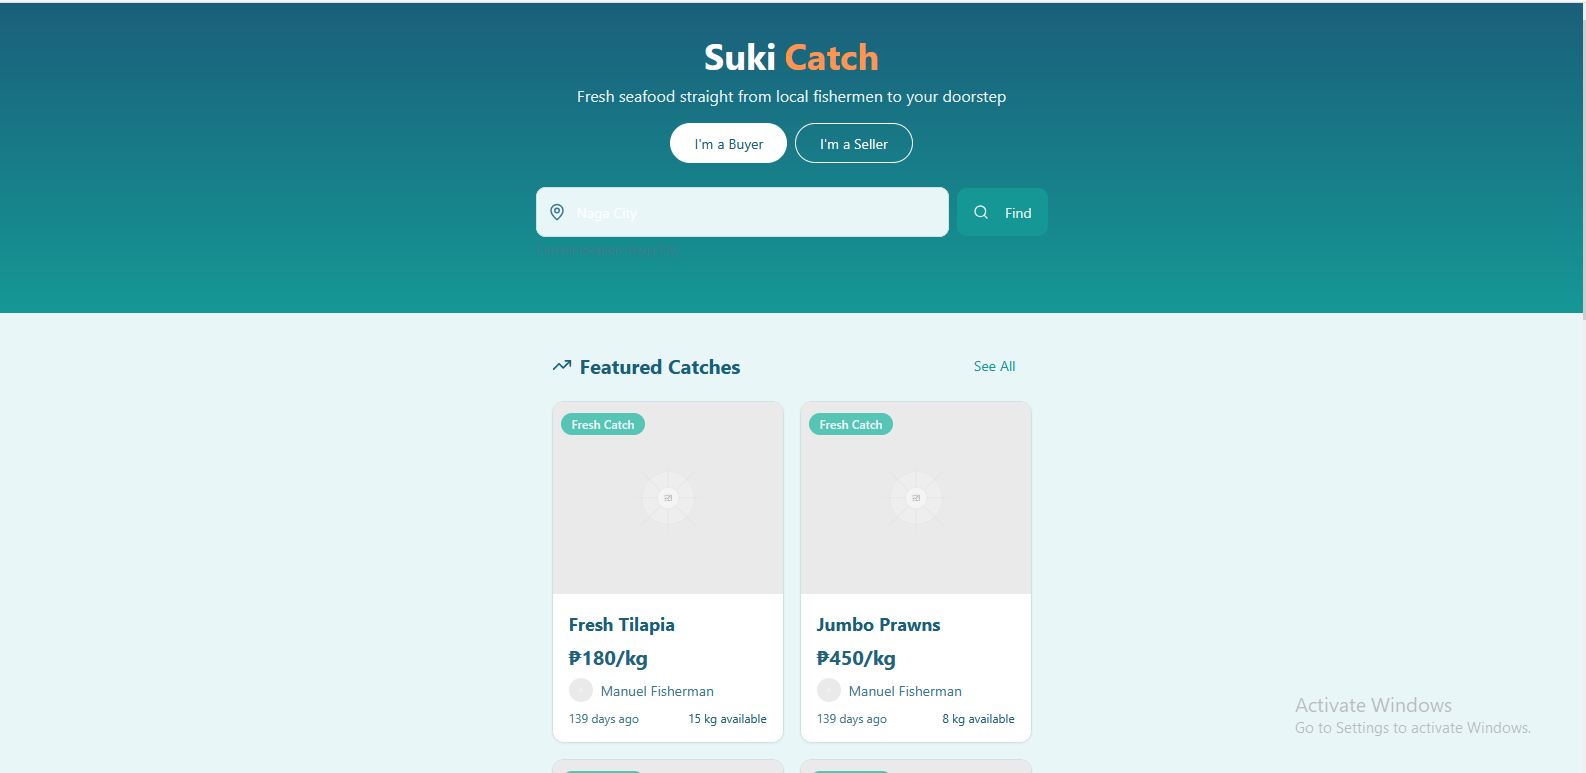 Suki Catch
Fresh seafood straight from local fishermen to your doorstep
I'm a Buyer
I'm a Seller
Naga City
Find
Featured Catches
See All
Fresh Catch
Fresh Catch
Fresh Tilapia
Jumbo Prawns
₱180/kg
₱450/kg
Manuel Fisherman
Manuel Fisherman
139 days ago
15 kg available
139 days ago
8 kg available
Activate Windows
Go to Settings to activate Windows.